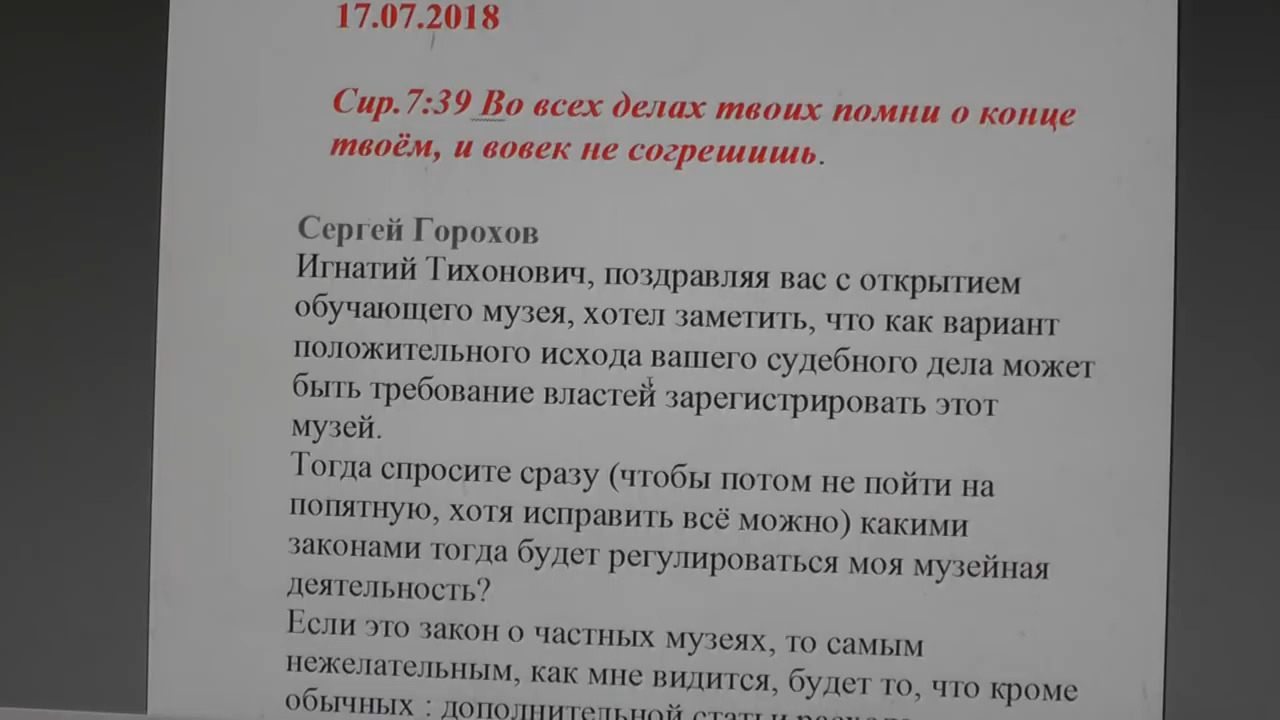 17.07.2018
Сир.7:39 Во всех делах твоих помни о конце
твоём, и вовек не согрешишь.
Сергей Горохов
Игнатий Тихонович, поздравляя вас с открытием
обучающего музея, хотел заметить, что как вариант
положительного исхода вашего судебного дела может
быть требование властей зарегистрировать этот
музей.
Тогда спросите сразу (чтобы потом не пойти на
попятную, хотя исправить всё можно) какими
законами тогда будет регулироваться моя музейная
деятельность?
Если это закон о частных музеях, то самым
нежелательным, как мне видится, будет то, что кроме
обычных : дополнительной статьи